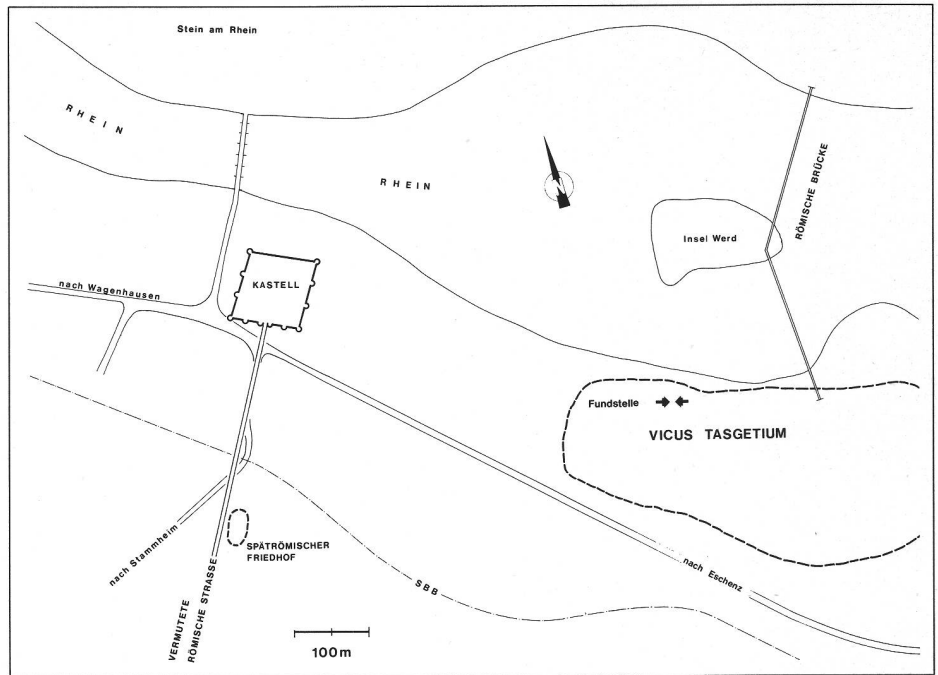 Stein am Rhein
RHEIN
RHEIN
RÖMISCHE BRÜCKE
Insel Werd
KASTELL
nach Wagenhausen
Fundstelle
VICUS TASGETIUM
nach Stammheim
SPÄTRÖMISCHER
FRIEDHOF
VERMUTETE
RÖMISCHE STRASSE
SBB
nach Eschenz
100m